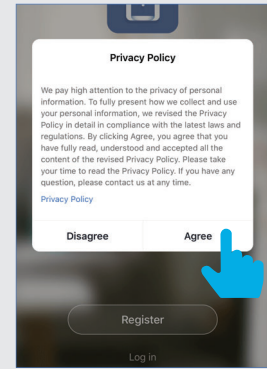 Privacy Policy
We pay high attention to the privacy of personal
information. To fully present how we collect and use
your personal information, we revised the Privacy
Policy in detail in compliance with the latest laws and
regulations. By clicking Agree, you agree that you
have fully read, understood and accepted all the
content of the revised Privacy Policy. Please take
your time to read the Privacy Policy. If you have any
question, please contact us at any time.
Privacy Policy
Disagree Agree
Register
Log in